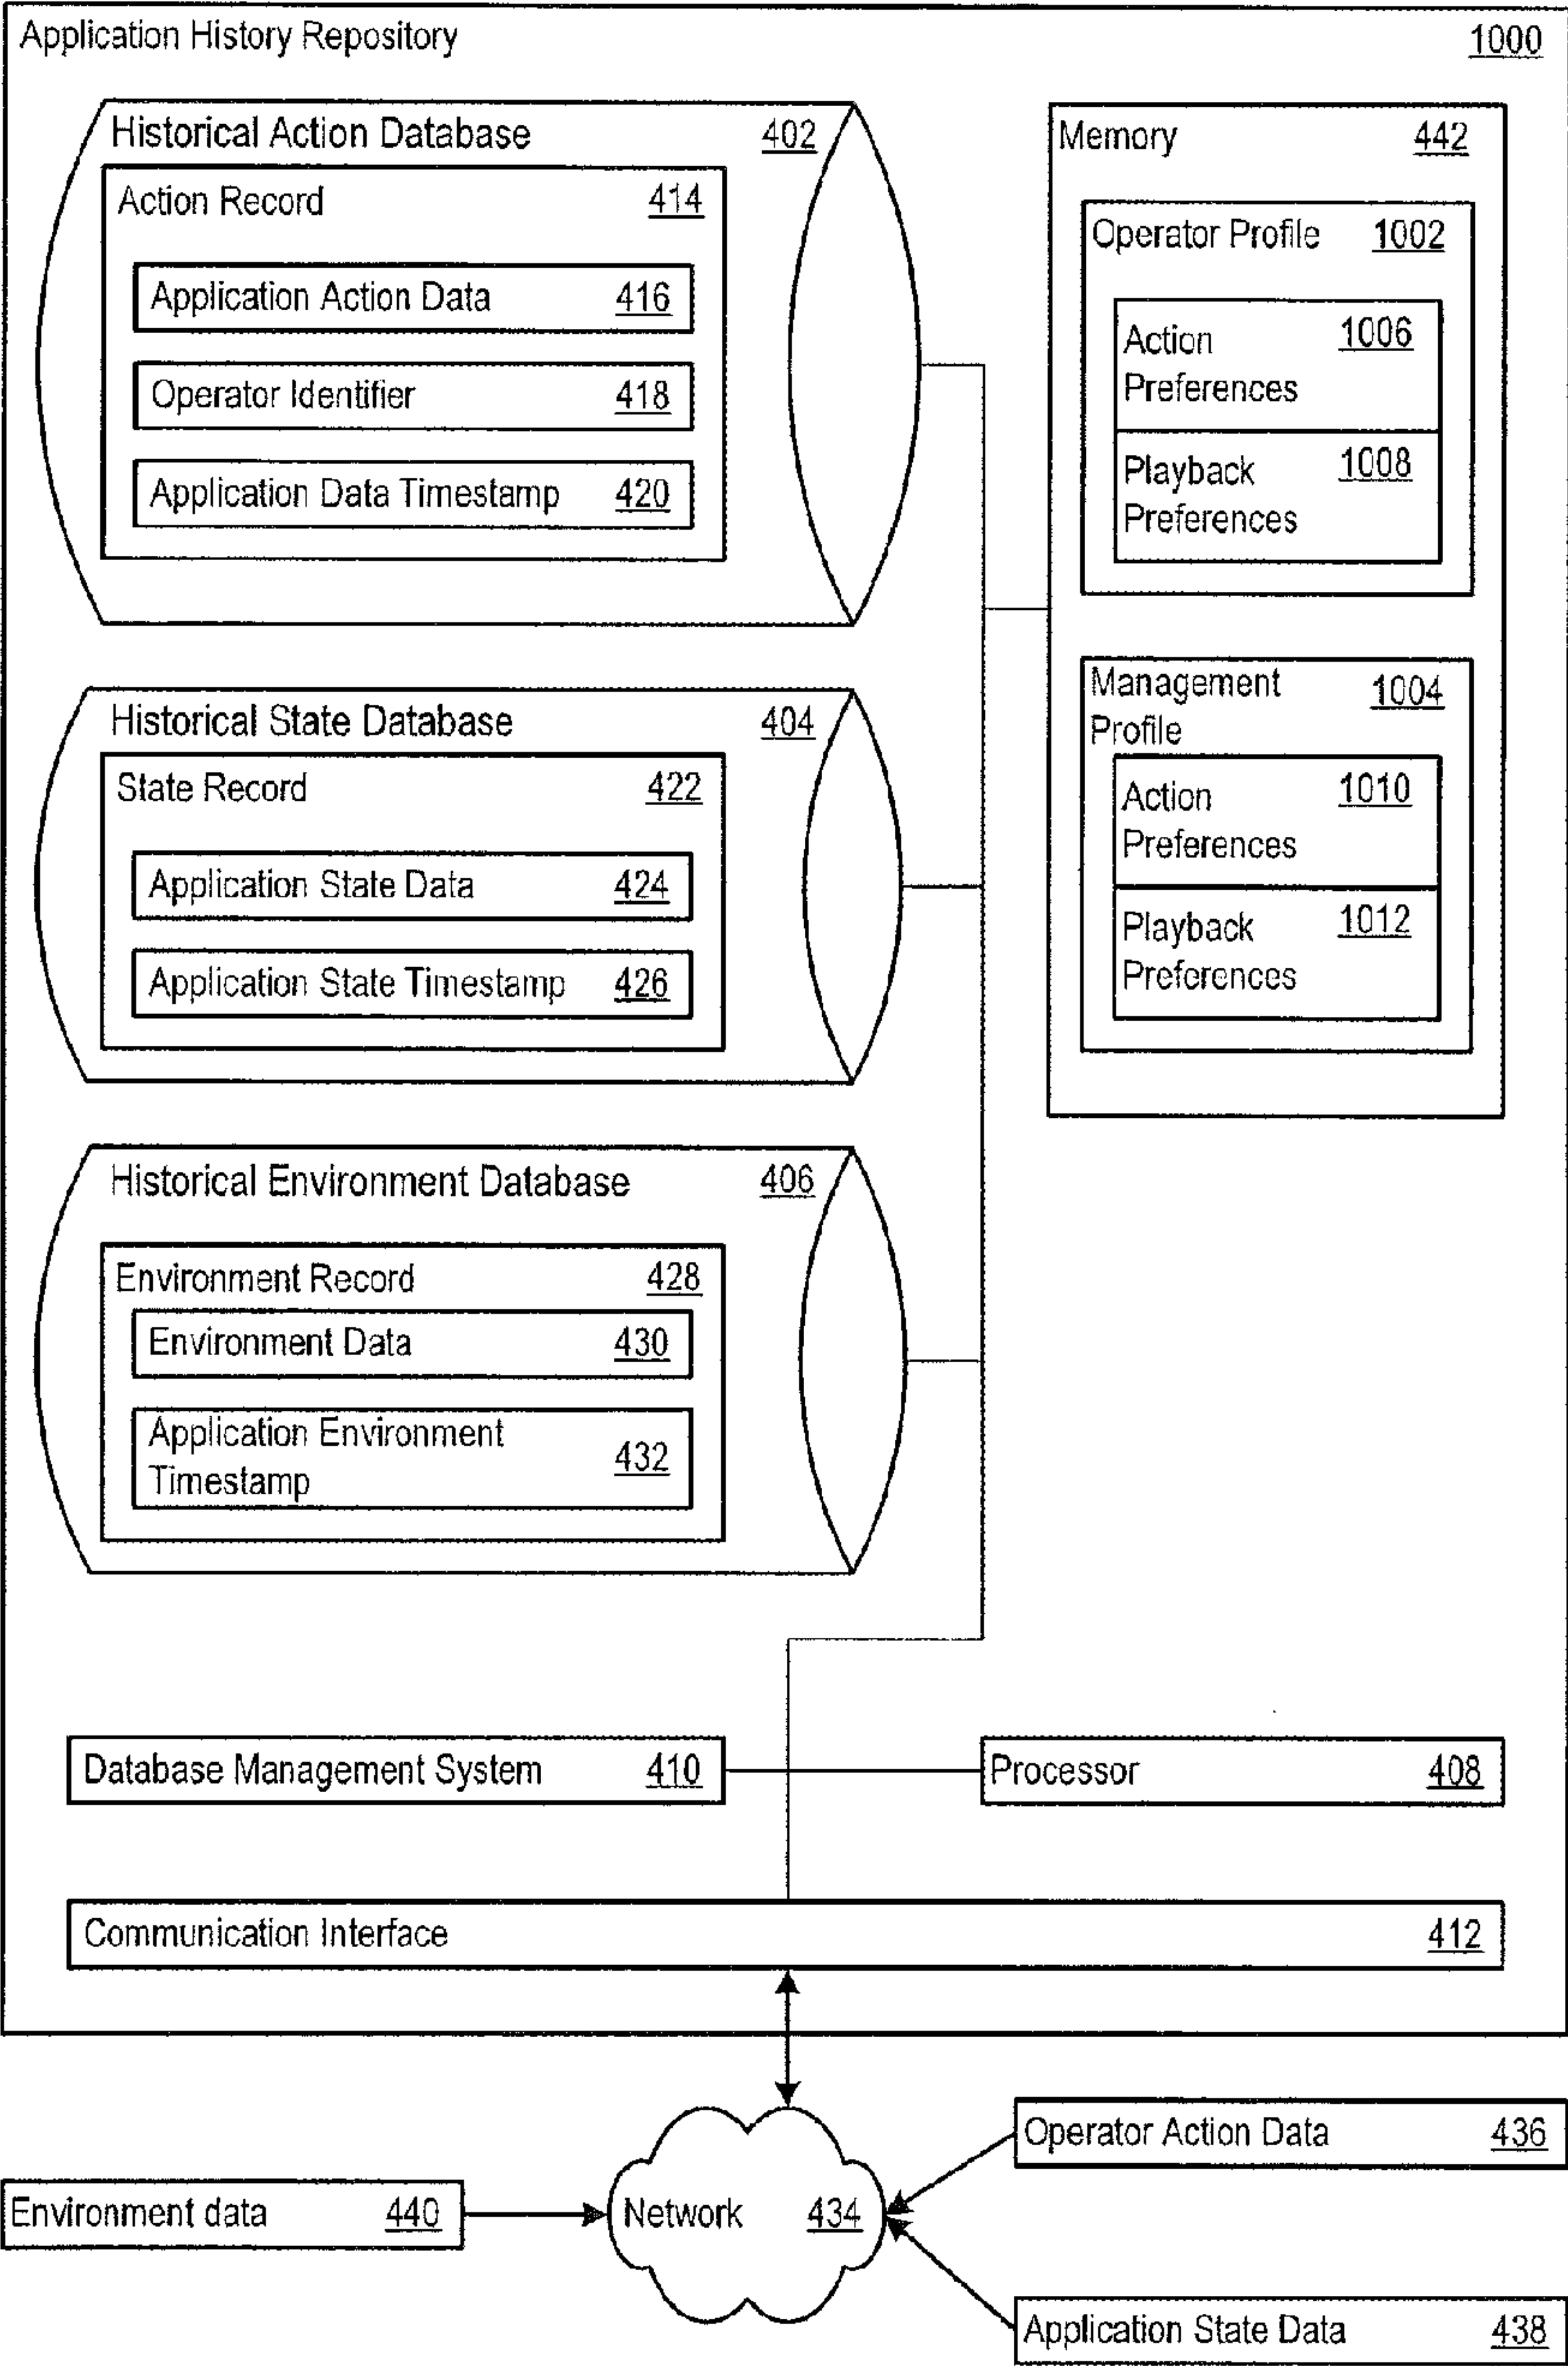 Application History Repository 1000
Historical Action Database 402
Action Record 414
Application Action Data 416
Operator Identifier 418
Application Data Timestamp 420
Historical State Database 404
State Record 422
Application State Data 424
Application State Timestamp 426
Historical Environment Database 406
Environment Record 428
Environment Data 430
Application Environment
Timestamp 432
Memory 442
Operator Profile 1002
Action 1006
Preferences
Playback 1008
Preferences
Management 1004
Profile
Action 1010
Preferences
Playback 1012
Preferences
Database Management System 410
Processor 408
Communication Interface 412
Environment data 440
Network 434
Operator Action Data 436
Application State Data 438